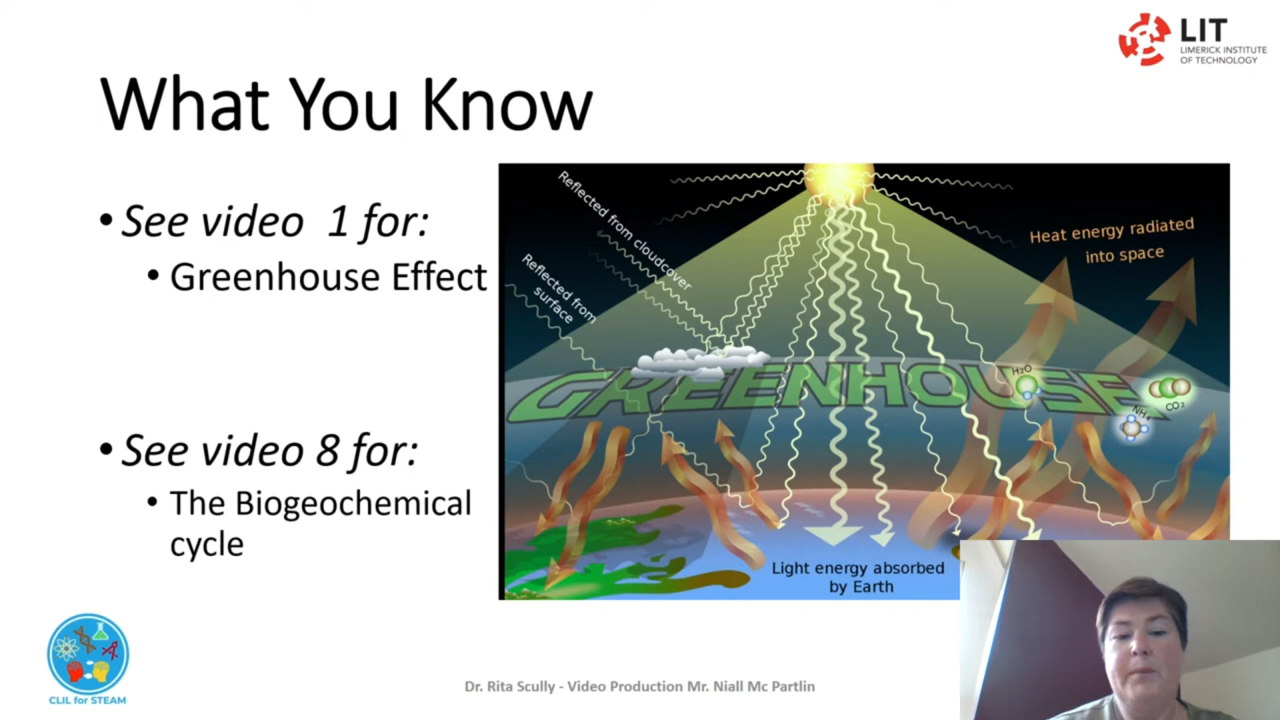 LIT
LIMERICK INSTITUTE
OF TECHNOLOGY
What You Know
• See video 1 for:
• Greenhouse Effect
• See video 8 for:
• The Biogeochemical
cycle
Reflected from cloudcover
Reflected from
surface
Heat energy radiated
into space
GREENHOUSE
H₂O
CO₂
NH₄
Light energy absorbed
by Earth
CLIL for STEAM
Dr. Rita Scully - Video Production Mr. Niall Mc Partlin